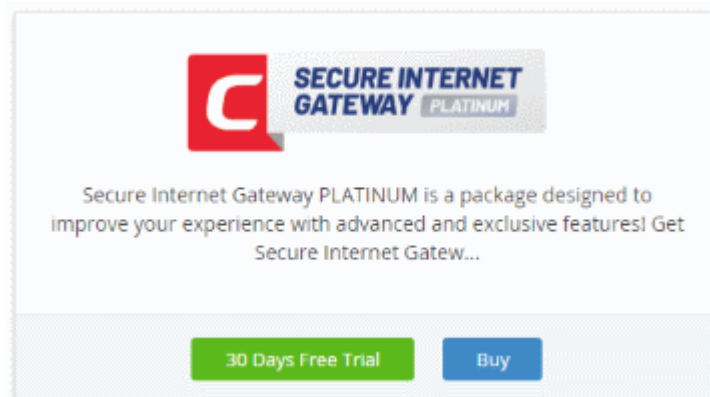 C
SECURE INTERNET
GATEWAY PLATINUM
Secure Internet Gateway PLATINUM is a package designed to
improve your experience with advanced and exclusive features! Get
Secure Internet Gatew...
30 Days Free Trial Buy